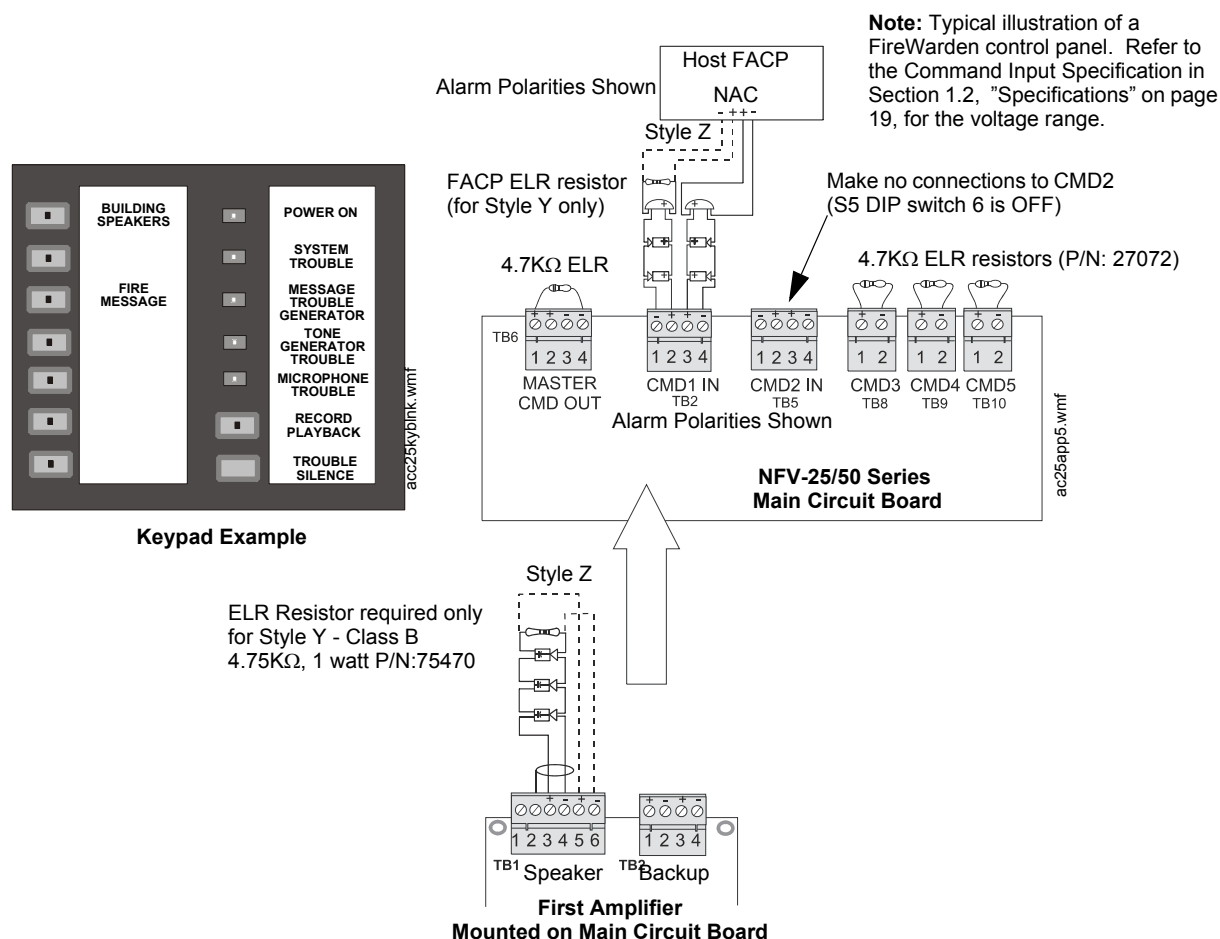 Note: Typical illustration of a
FireWarden control panel. Refer to
the Command Input Specification in
Section 1.2, "Specifications" on page
19, for the voltage range.
Host FACP
NAC
- + + -
Alarm Polarities Shown
Style Z
FACP ELR resistor
(for Style Y only)
Make no connections to CMD2
(S5 DIP switch 6 is OFF)
4.7KΩ ELR
4.7KΩ ELR resistors (P/N: 27072)
BUILDING
SPEAKERS
FIRE
MESSAGE
POWER ON
SYSTEM
TROUBLE
MESSAGE
TROUBLE
GENERATOR
TONE
GENERATOR
TROUBLE
MICROPHONE
TROUBLE
RECORD
PLAYBACK
TROUBLE
SILENCE
acc25kyblnk.wmf
Keypad Example
TB6
+ + - -
1 2 3 4
MASTER
CMD OUT
- + + -
1 2 3 4
CMD1 IN
TB2
- + + -
1 2 3 4
CMD2 IN
TB5
+ -
1 2
CMD3
TB8
+ -
1 2
CMD4
TB9
+ -
1 2
CMD5
TB10
Alarm Polarities Shown
NFV-25/50 Series
Main Circuit Board
ac25app5.wmf
Style Z
ELR Resistor required only
for Style Y - Class B
4.75KΩ, 1 watt P/N:75470
+ - + -
1 2 3 4 5 6
TB1
Speaker
+ - + -
1 2 3 4
TB2
Backup
First Amplifier
Mounted on Main Circuit Board